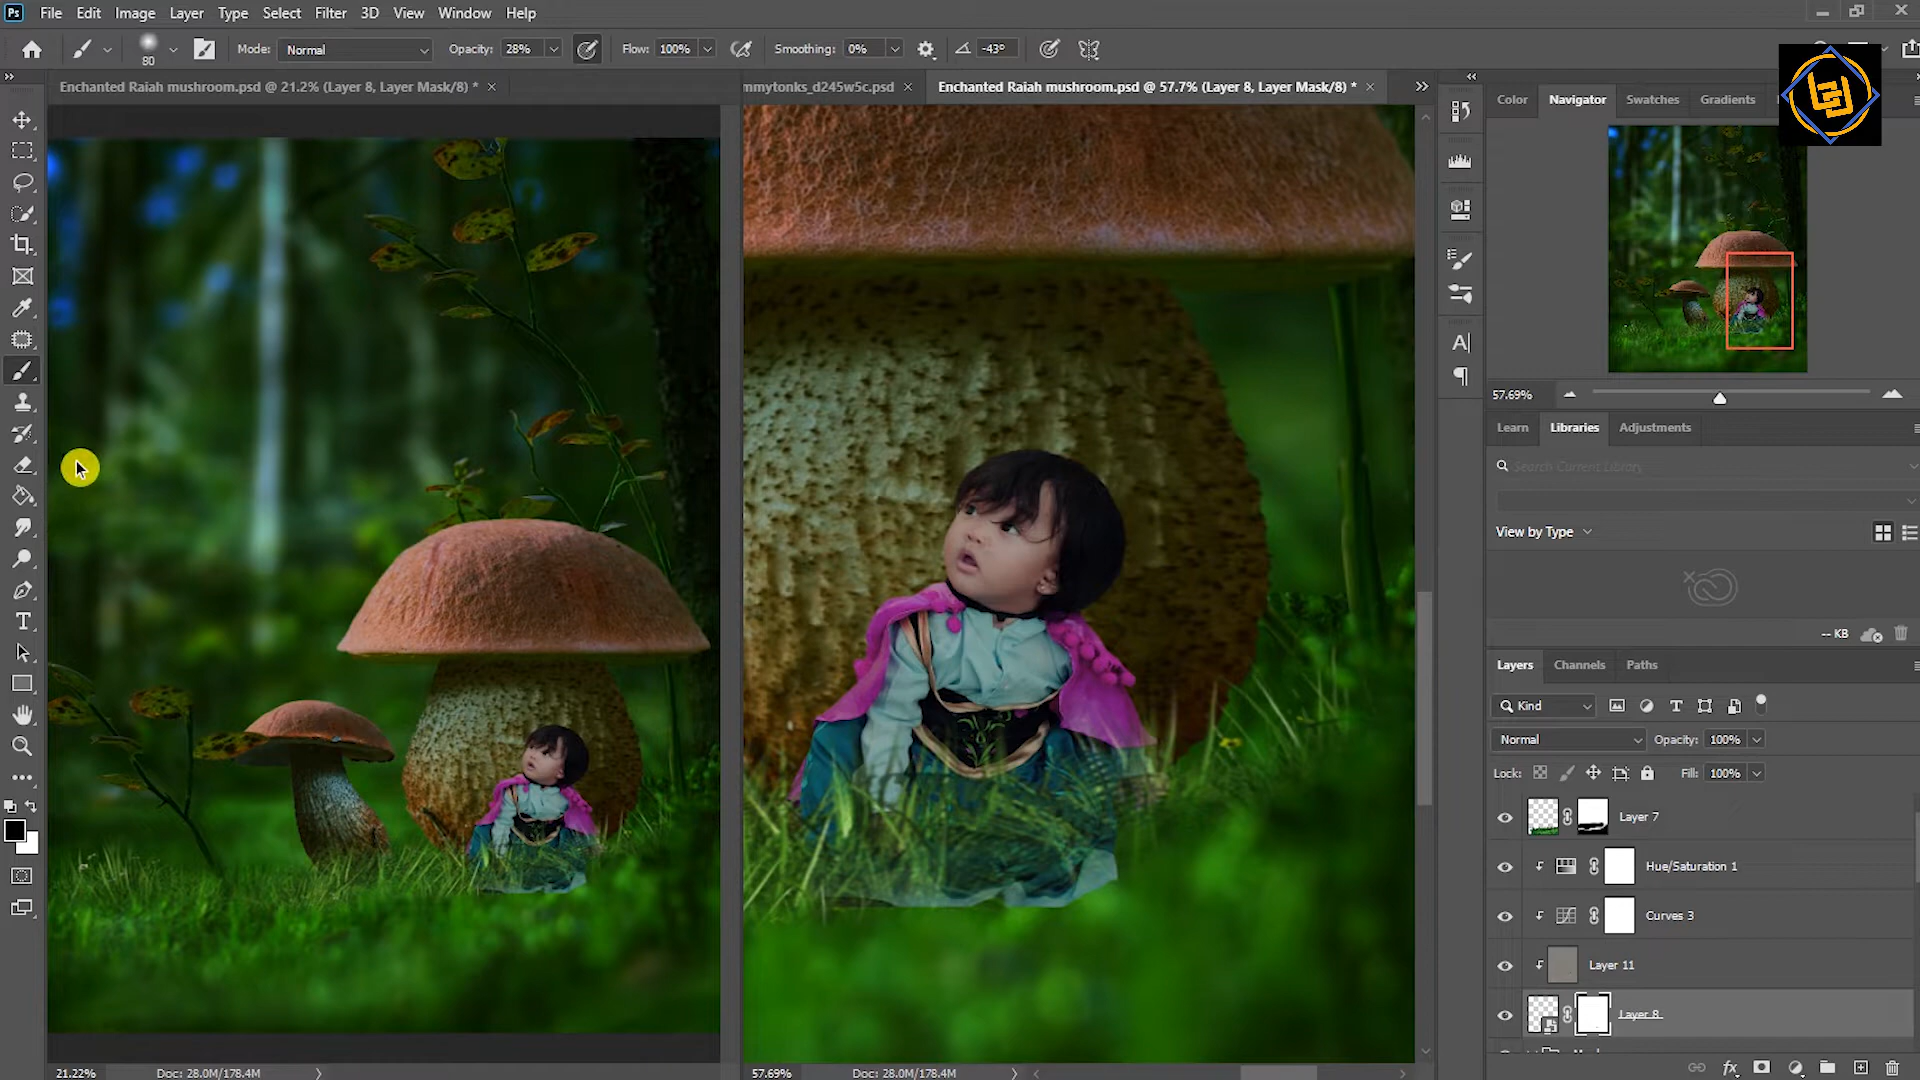 Ps File Edit Image Layer Type Select Filter 3D View Window Help
80 Mode: Normal Opacity: 28% Flow: 100% Smoothing: 0% -43°
Enchanted Raiah mushroom.psd @ 21.2% (Layer 8, Layer Mask/8) *
mmytonks_d245w5c.psd
Enchanted Raiah mushroom.psd @ 57.7% (Layer 8, Layer Mask/8) *
Color Navigator Swatches Gradients
57.69%
Learn Libraries Adjustments
Search Current Library
View by Type
-- KB
Layers Channels Paths
Kind
Normal Opacity: 100%
Lock: Fill: 100%
Layer 7
Hue/Saturation 1
Curves 3
Layer 11
Layer 8
21.22% Doc: 28.0M/178.4M
57.69% Doc: 28.0M/178.4M